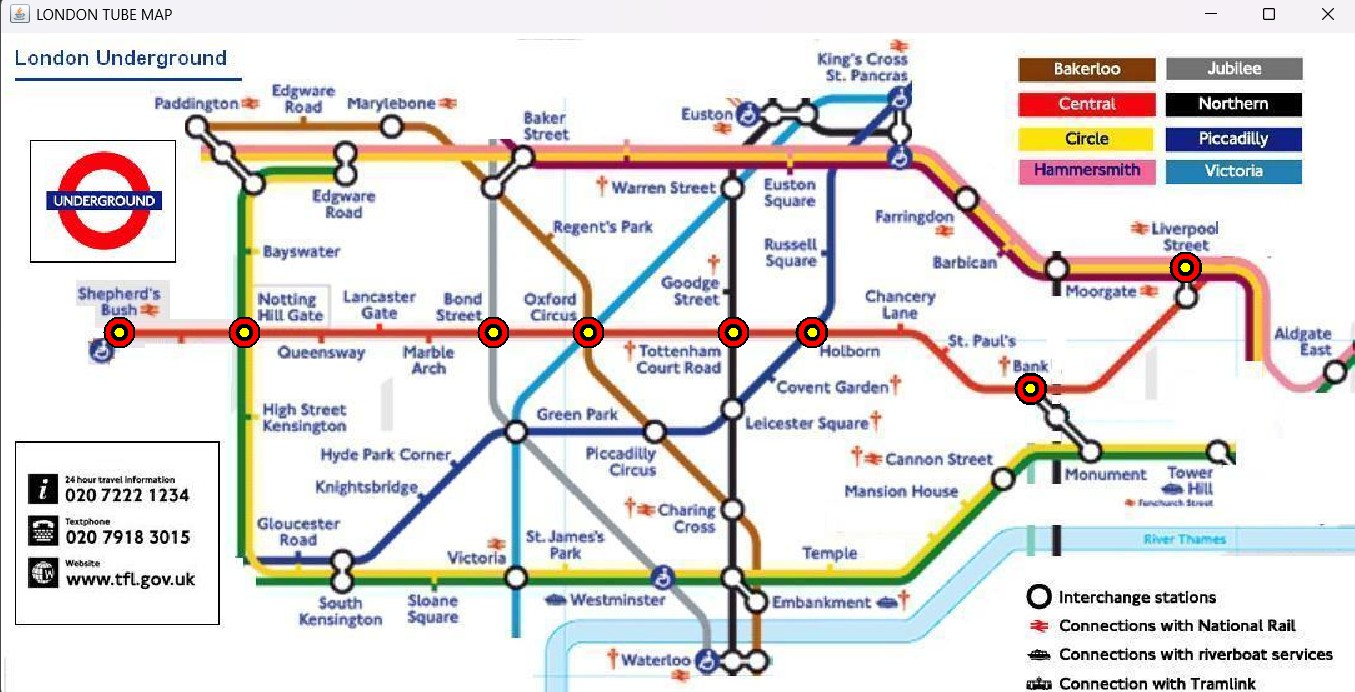 LONDON TUBE MAP
London Underground
King's Cross
St. Pancras
Bakerloo
Jubilee
Central
Northern
Circle
Piccadilly
Hammersmith
Victoria
Paddington
Edgware
Road
Marylebone
Baker
Street
Euston
UNDERGROUND
Edgware
Road
Warren Street
Euston
Square
Farringdon
Regent's Park
Liverpool
Street
Bayswater
Russell
Square
Barbican
Moorgate
Shepherd's
Bush
Notting
Hill Gate
Lancaster
Gate
Bond
Street
Oxford
Circus
Goodge
Street
Chancery
Lane
Queensway
Marble
Arch
Tottenham
Court Road
Holborn
St. Paul's
Aldgate
East
Bank
Covent Garden
High Street
Kensington
Green Park
Leicester Square
Hyde Park Corner
Piccadilly
Circus
Cannon Street
Knightsbridge
Mansion House
Monument
Tower
Hill
Fenchurch Street
24 hour travel information
020 7222 1234
Textphone
020 7918 3015
Website
www.tfl.gov.uk
Charing
Cross
Gloucester
Road
Victoria
St. James's
Park
Temple
River Thames
South
Kensington
Sloane
Square
Westminster
Embankment
Waterloo
Interchange stations
Connections with National Rail
Connections with riverboat services
Connection with Tramlink